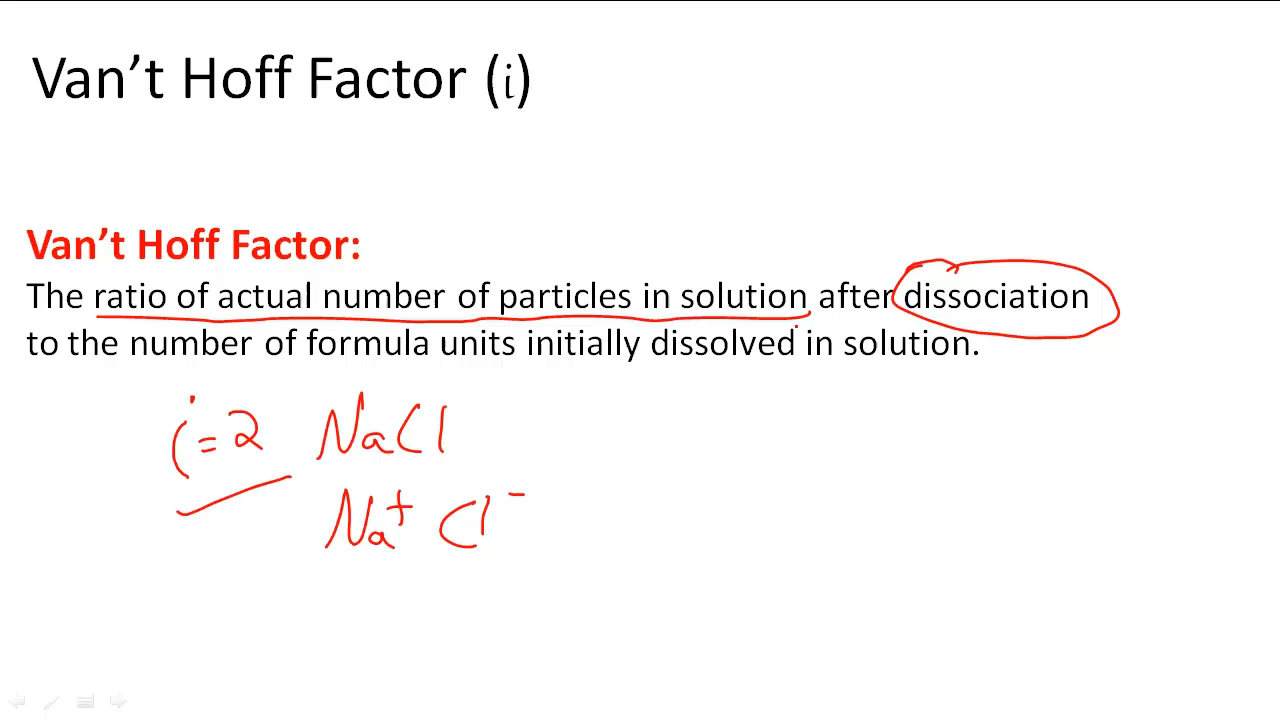 Van’t Hoff Factor (i)
Van’t Hoff Factor:
The ratio of actual number of particles in solution after dissociation
to the number of formula units initially dissolved in solution.
i=2 NaCl
Na⁺ Cl⁻